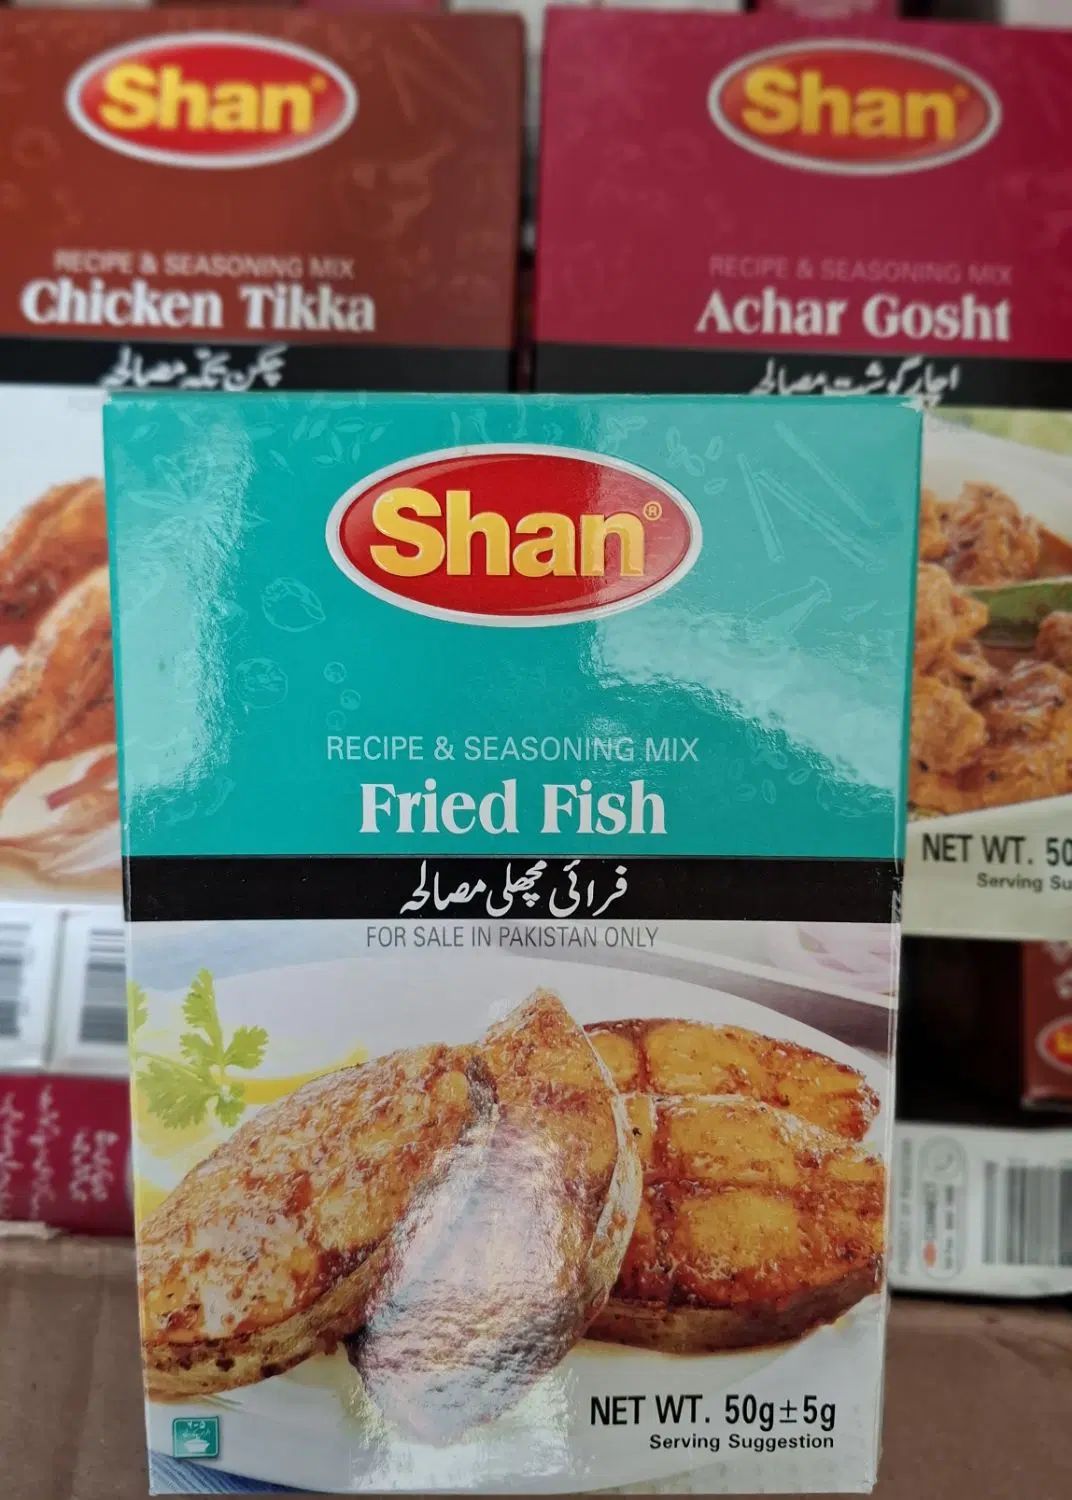 Shan
RECIPE & SEASONING MIX
Chicken Tikka
چکن تکہ مصالحہ
Shan
RECIPE & SEASONING MIX
Achar Gosht
اچار گوشت مصالحہ
Shan®
RECIPE & SEASONING MIX
Fried Fish
فرائی مچھلی مصالحہ
FOR SALE IN PAKISTAN ONLY
NET WT. 50g±5g
Serving Suggestion
NET WT. 50
Serving Su